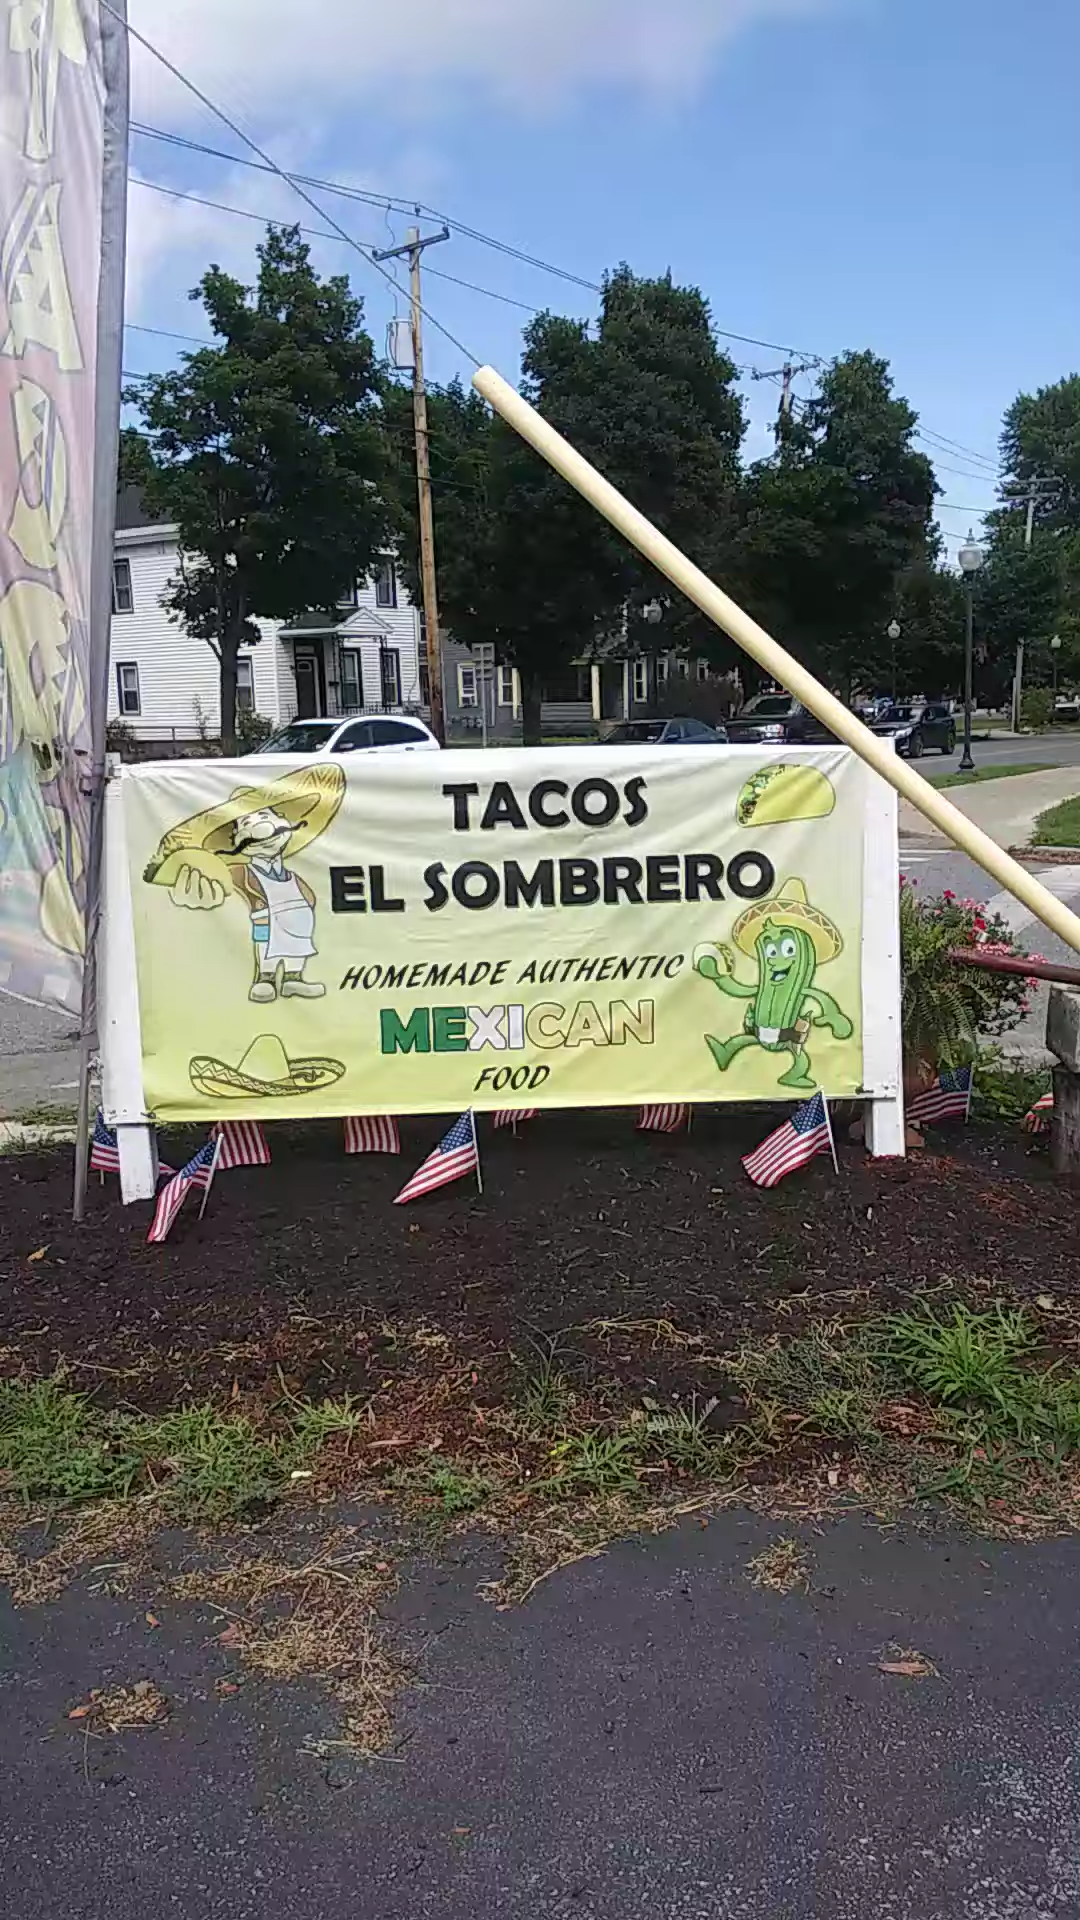 TACOS
EL SOMBRERO
HOMEMADE AUTHENTIC
MEXICAN
FOOD